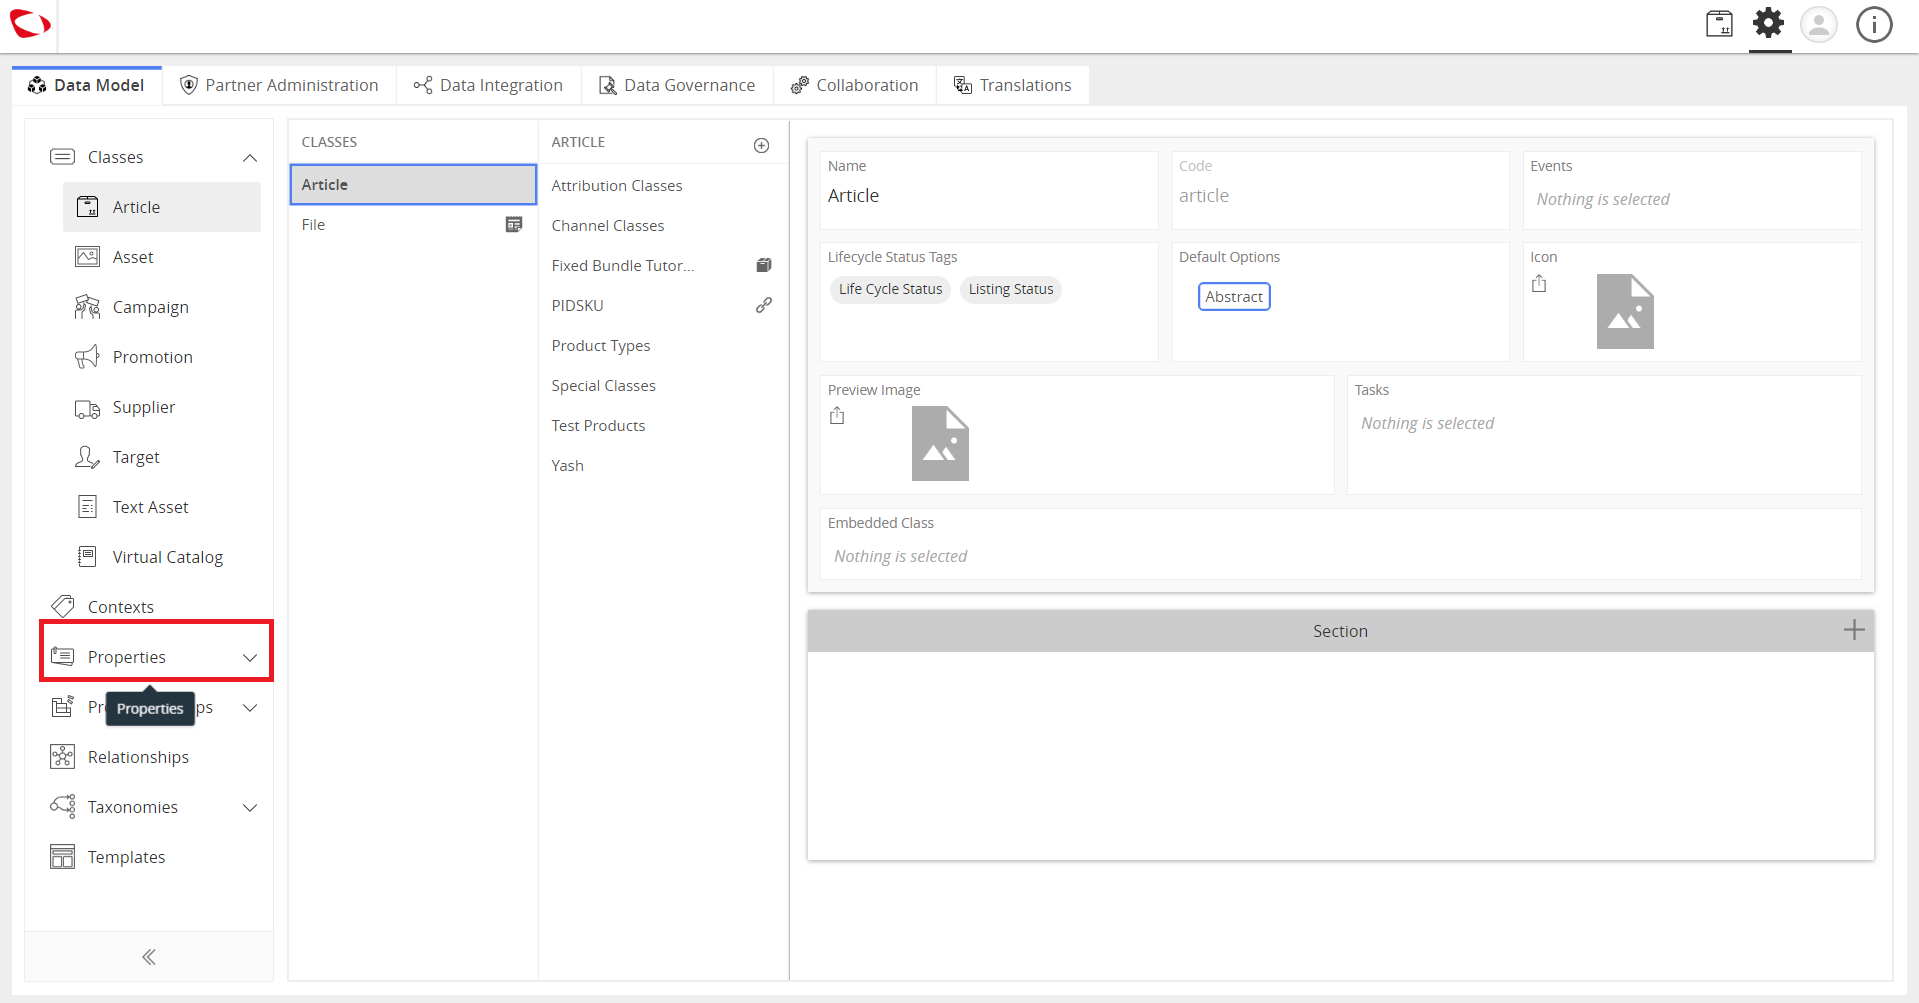 Data Model
Partner Administration
Data Integration
Data Governance
Collaboration
Translations
Classes
Article
Asset
Campaign
Promotion
Supplier
Target
Text Asset
Virtual Catalog
Contexts
Properties
Properties
Relationships
Taxonomies
Templates
CLASSES
Article
File
ARTICLE
Attribution Classes
Channel Classes
Fixed Bundle Tutor...
PIDSKU
Product Types
Special Classes
Test Products
Yash
Name
Article
Code
article
Events
Nothing is selected
Lifecycle Status Tags
Life Cycle Status
Listing Status
Default Options
Abstract
Icon
Preview Image
Tasks
Nothing is selected
Embedded Class
Nothing is selected
Section